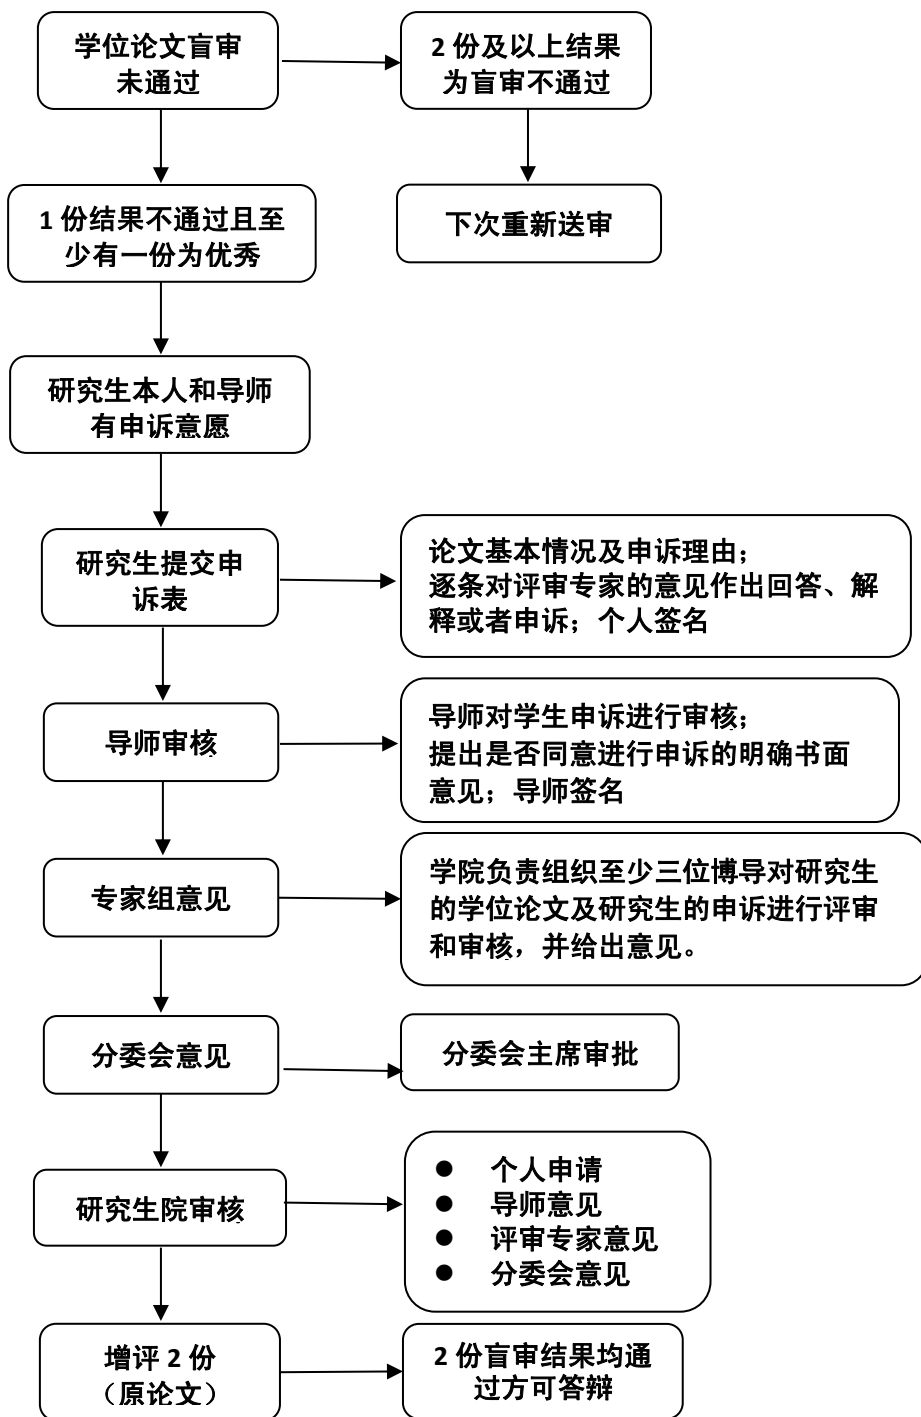 学位论文盲审
未通过
2 份及以上结果
为盲审不通过
1 份结果不通过且至
少有一份为优秀
下次重新送审
研究生本人和导师
有申诉意愿
研究生提交申
诉表
论文基本情况及申诉理由；
逐条对评审专家的意见作出回答、解
释或者申诉；个人签名
导师审核
导师对学生申诉进行审核；
提出是否同意进行申诉的明确书面
意见；导师签名
专家组意见
学院负责组织至少三位博导对研究生
的学位论文及研究生的申诉进行评审
和审核，并给出意见。
分委会意见
分委会主席审批
研究生院审核
● 个人申请
● 导师意见
● 评审专家意见
● 分委会意见
增评 2 份
（原论文）
2 份盲审结果均通
过方可答辩